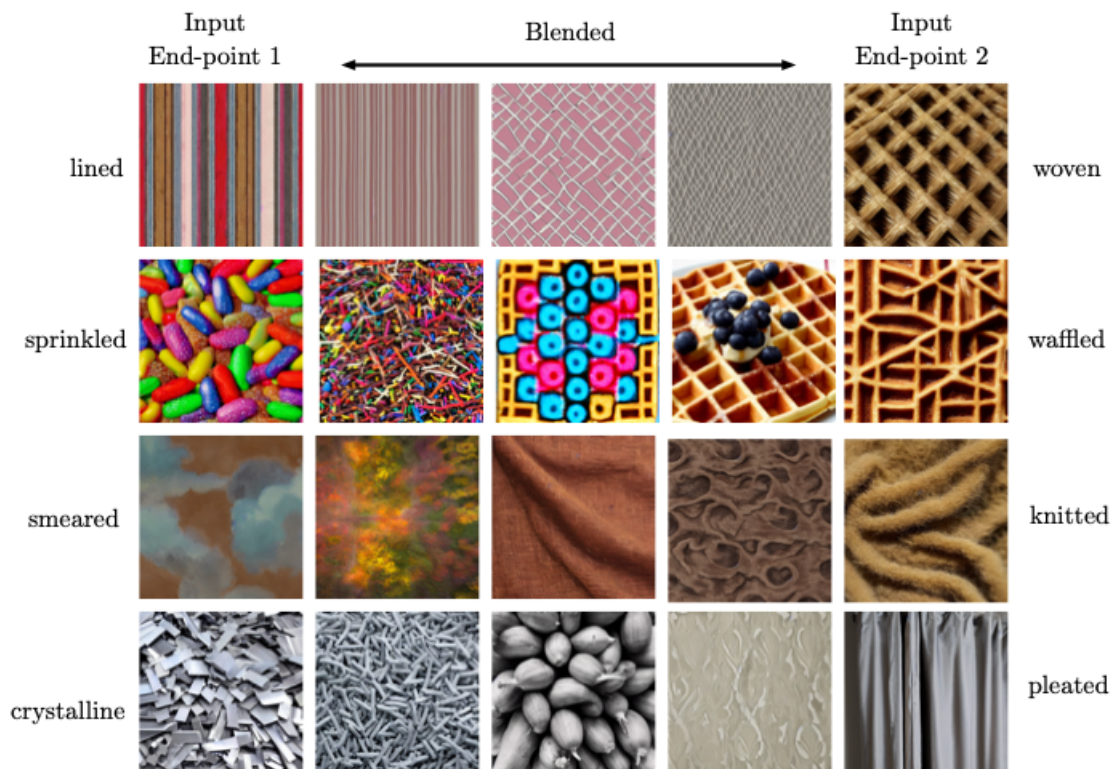 Input
End-point 1
Blended
Input
End-point 2
lined
woven
sprinkled
waffled
smeared
knitted
crystalline
pleated